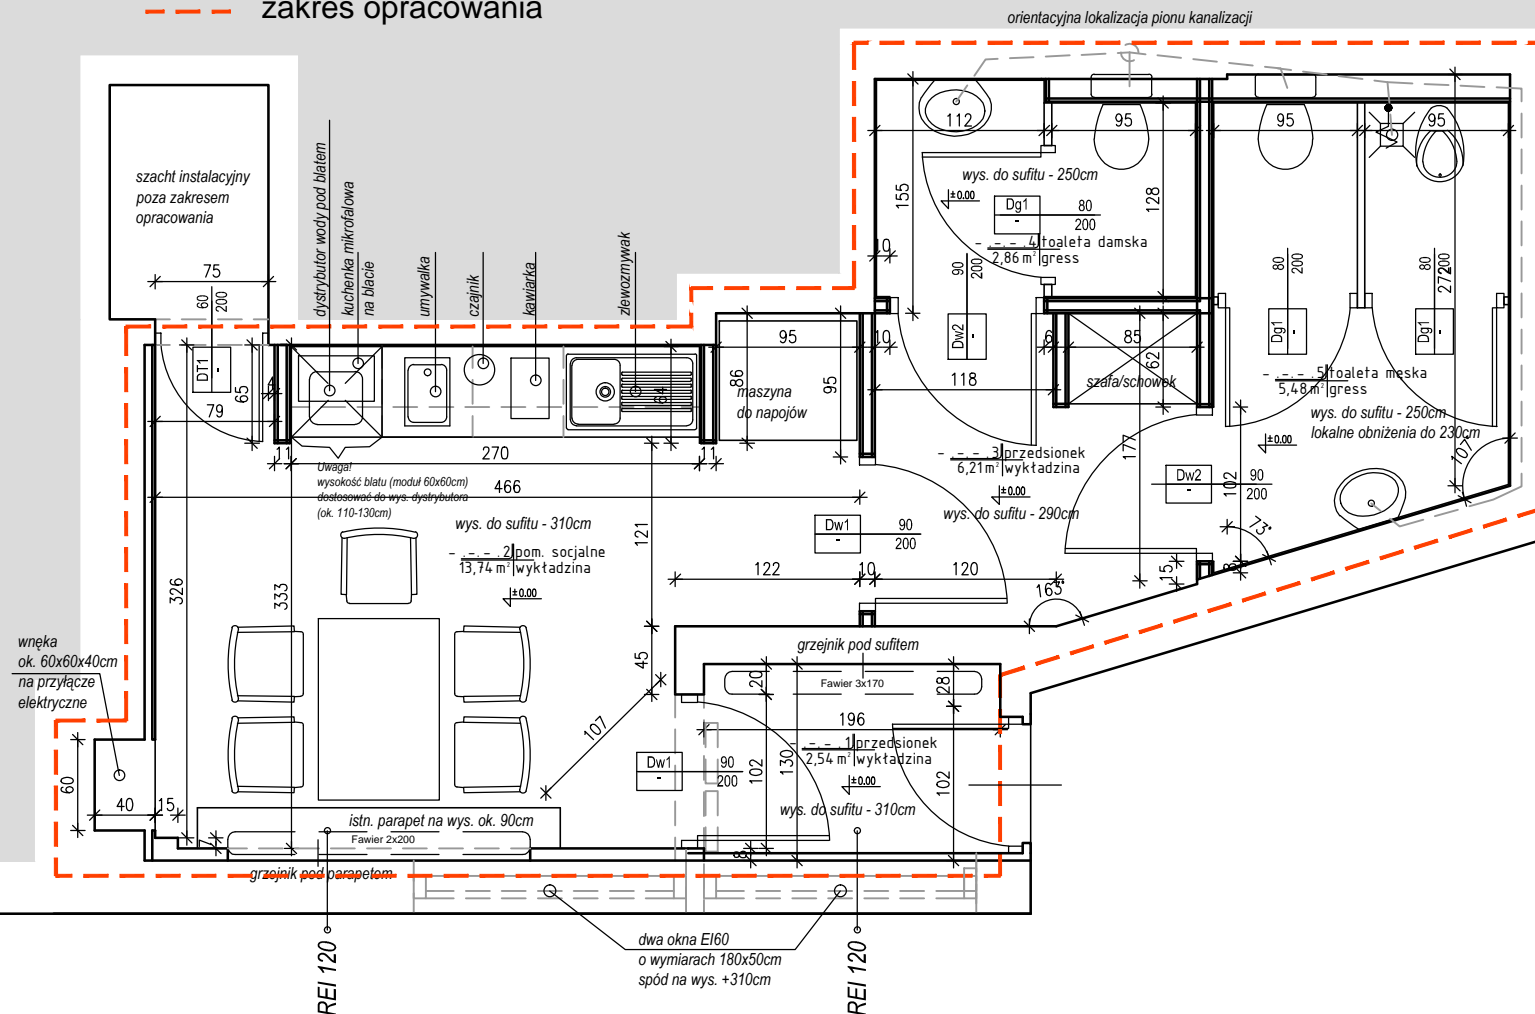 zakres opracowania
orientacyjna lokalizacja pionu kanalizacji
szacht instalacyjny
poza zakresem
opracowania
dystrybutor wody pod blatem
kuchenka mikrofalowa
na blacie
umywalka
czajnik
kawiarka
zlewozmywak
75
60
200
DT1
-
65
79
11
270
11
64
466
95
86
maszyna
do napojów
95
10
10
112
155
95
95
95
wys. do sufitu - 250cm
±0.00
Dg1
-
80
200
128
4 toaleta damska
2,86 m² gress
90
200
Dw2
-
6
85
62
szafa/schowek
118
80
200
Dg1
-
80
200
272
Dg1
-
5 toaleta meska
5,48 m² gress
wys. do sufitu - 250cm
lokalne obniżenia do 230cm
±0.00
107°
177
3 przedsionek
6,21 m² wykładzina
±0.00
wys. do sufitu - 290cm
Dw2
-
90
200
102
73°
15
8
163°
Uwaga!
wysokość blatu (moduł 60x60cm)
dostosować do wys. dystrybutora
(ok. 110-130cm)
wys. do sufitu - 310cm
2 pom. socjalne
13,74 m² wykładzina
±0.00
121
Dw1
-
90
200
122
10
120
326
333
45
107
wnęka
ok. 60x60x40cm
na przyłącze
elektryczne
60
40
15
7
istn. parapet na wys. ok. 90cm
Fawier 2x200
grzejnik pod parapetem
grzejnik pod sufitem
Fawier 3x170
20
28
196
1 przedsionek
2,54 m² wykładzina
±0.00
wys. do sufitu - 310cm
Dw1
-
90
200
102
130
102
8
dwa okna EI60
o wymiarach 180x50cm
spód na wys. +310cm
REI 120
REI 120